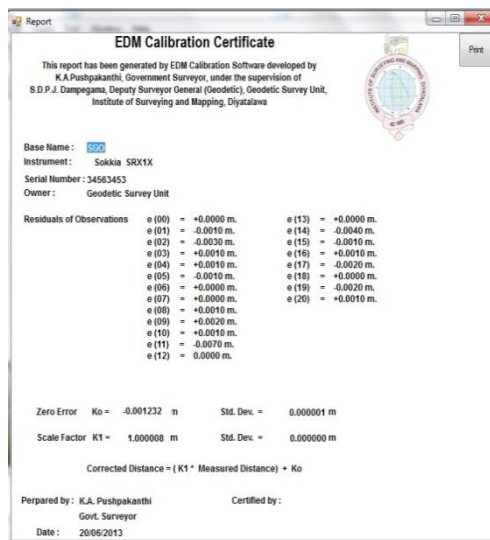 Report
EDM Calibration Certificate
Print
This report has been generated by EDM Calibration Software developed by
K.A.Pushpakanthi, Government Surveyor, under the supervision of
S.D.P.J. Dampegama, Deputy Surveyor General (Geodetic), Geodetic Survey Unit,
Institute of Surveying and Mapping, Diyatalawa
INSTITUTE OF SURVEYING AND MAPPING, DIYATALAWA
Base Name : SGO
Instrument : Sokkia SRX1X
Serial Number : 34563453
Owner : Geodetic Survey Unit
Residuals of Observations e (00) = +0.0000 m. e (13) = +0.0000 m.
e (01) = -0.0010 m. e (14) = -0.0040 m.
e (02) = -0.0030 m. e (15) = -0.0010 m.
e (03) = +0.0010 m. e (16) = +0.0010 m.
e (04) = +0.0010 m. e (17) = -0.0020 m.
e (05) = -0.0010 m. e (18) = +0.0000 m.
e (06) = +0.0000 m. e (19) = -0.0020 m.
e (07) = +0.0000 m. e (20) = +0.0010 m.
e (08) = +0.0010 m.
e (09) = +0.0020 m.
e (10) = +0.0010 m.
e (11) = -0.0070 m.
e (12) = 0.0000 m.
Zero Error Ko = -0.001232 m Std. Dev. = 0.000001 m
Scale Factor K1 = 1.000008 m Std. Dev. = 0.000000 m
Corrected Distance = ( K1 * Measured Distance) + Ko
Perpared by : K.A. Pushpakanthi Certified by :
Govt. Surveyor
Date : 20/06/2013